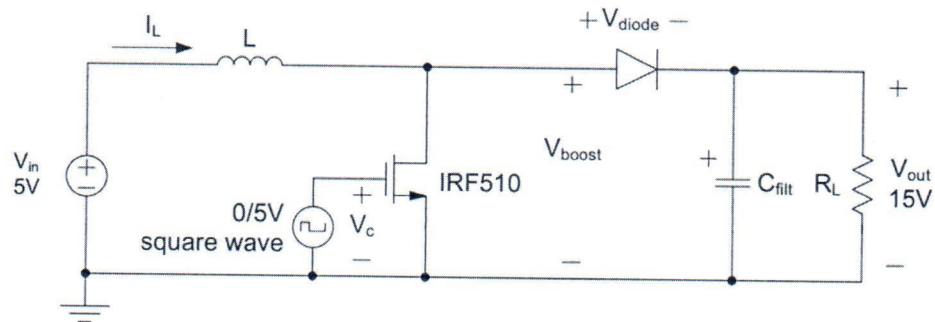 I_L
L
+ V_diode −
V_in
5V
+
−
0/5V
square wave
+
V_c
−
IRF510
+
V_boost
−
+
C_filt
R_L
+
V_out
15V
−